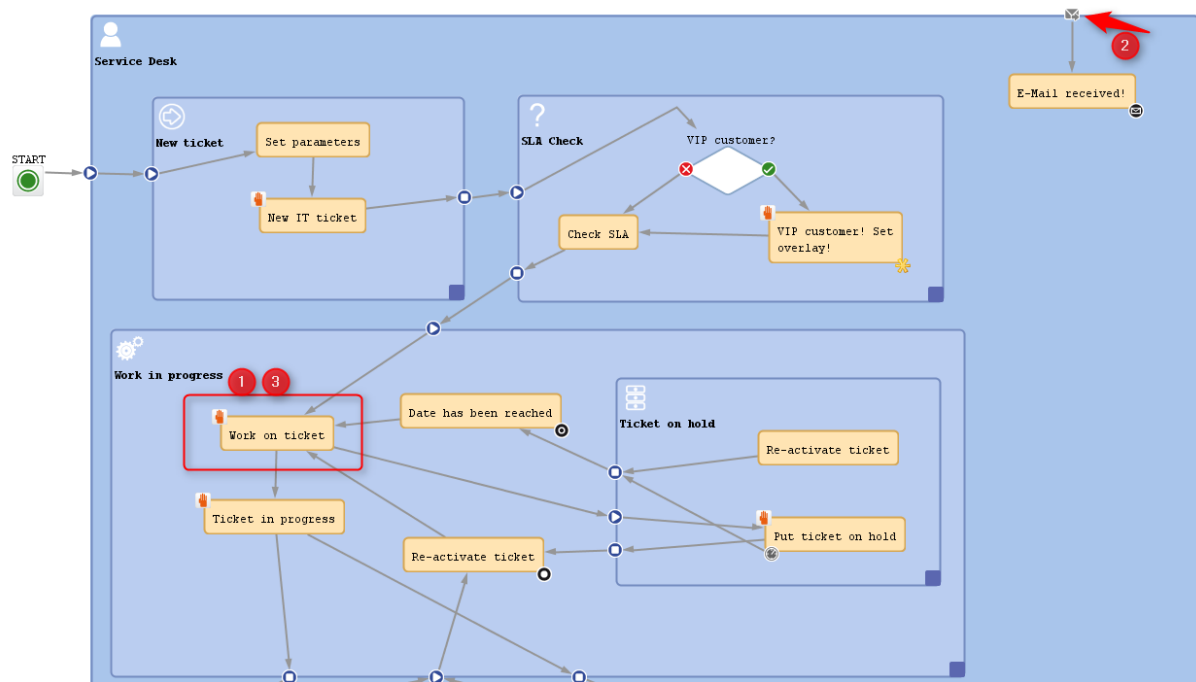 2
Service Desk
E-Mail received!
START
New ticket
Set parameters
New IT ticket
?
SLA Check
VIP customer?
Check SLA
VIP customer! Set
overlay!
Work in progress
1 3
Work on ticket
Date has been reached
Ticket on hold
Re-activate ticket
Ticket in progress
Put ticket on hold
Re-activate ticket